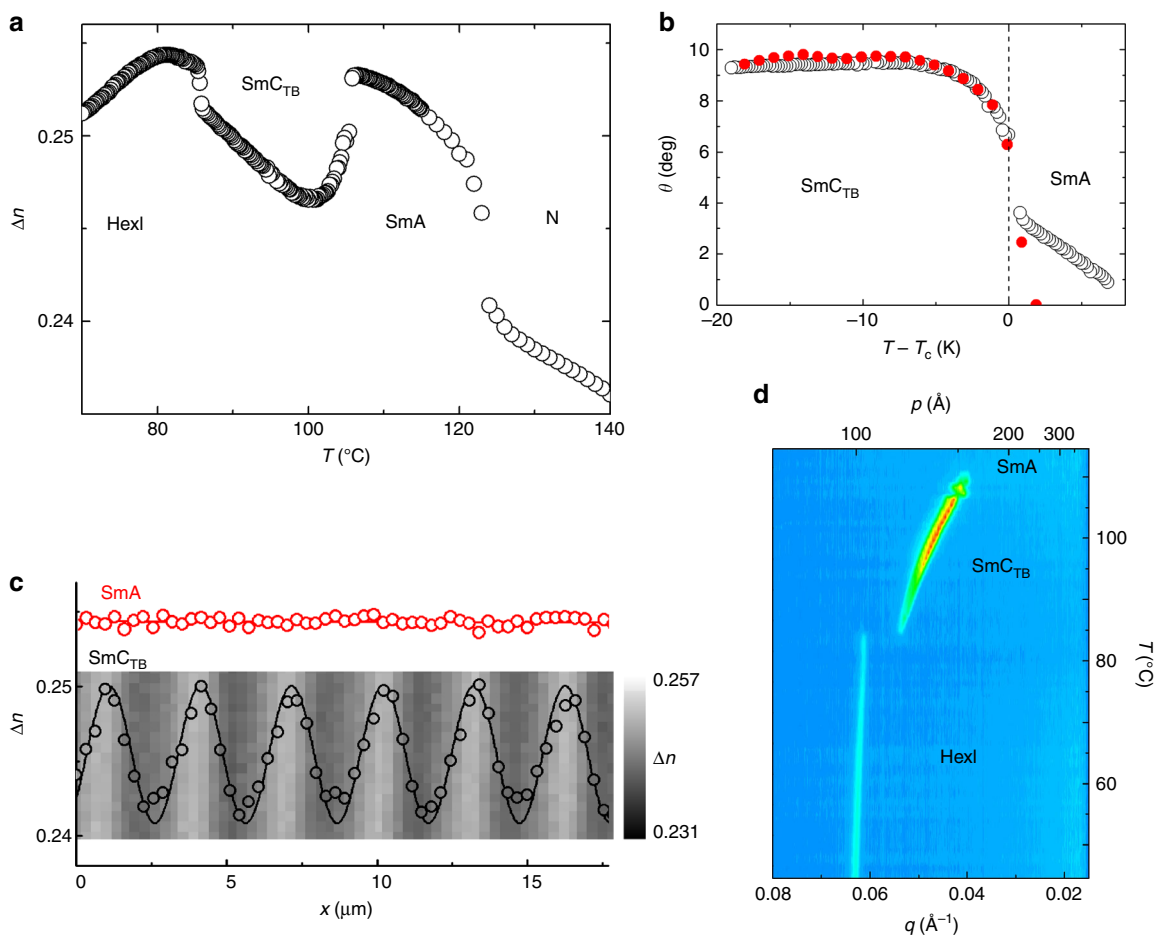 a
SmC_TB
0.25
Δn
HexI
SmA
N
0.24
80
100
120
140
T (°C)
b
10
8
6
4
2
0
θ (deg)
SmC_TB
SmA
–20
–10
0
T – T_c (K)
c
SmA
SmC_TB
0.25
Δn
0.24
0
5
10
15
x (μm)
0.257
Δn
0.231
d
p (Å)
100
200
300
SmA
100
SmC_TB
T (°C)
80
HexI
60
0.08
0.06
0.04
0.02
q (Å⁻¹)